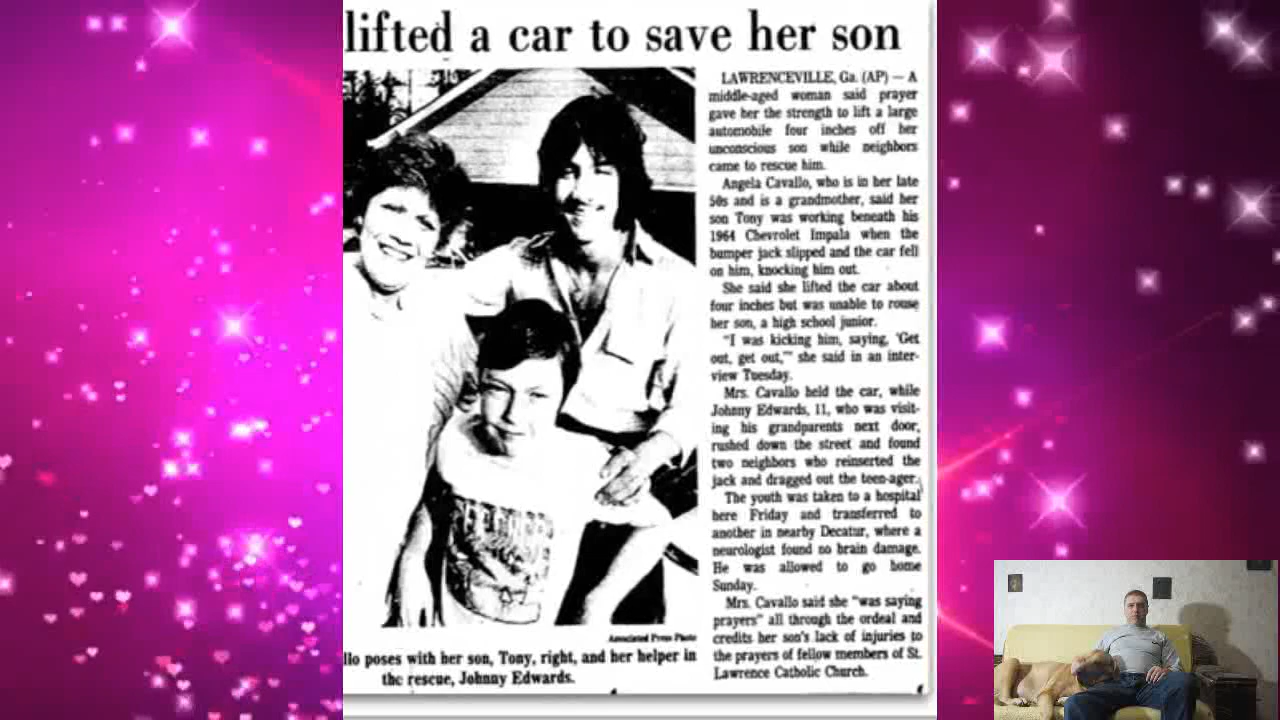 lifted a car to save her son
LAWRENCEVILLE, Ga. (AP) — A
middle-aged woman said prayer
gave her the strength to lift a large
automobile four inches off her
unconscious son while neighbors
came to rescue him.
Angela Cavallo, who is in her late
50s and is a grandmother, said her
son Tony was working beneath his
1964 Chevrolet Impala when the
bumper jack slipped and the car fell
on him, knocking him out.
She said she lifted the car about
four inches but was unable to rouse
her son, a high school junior.
"I was kicking him, saying, 'Get
out, get out,'" she said in an inter-
view Tuesday.
Mrs. Cavallo held the car, while
Johnny Edwards, 11, who was visit-
ing his grandparents next door,
rushed down the street and found
two neighbors who reinserted the
jack and dragged out the teen-ager.
The youth was taken to a hospital
here Friday and transferred to
another in nearby Decatur, where a
neurologist found no brain damage.
He was allowed to go home
Sunday.
Mrs. Cavallo said she "was saying
prayers" all through the ordeal and
credits her son's lack of injuries to
the prayers of fellow members of St.
Lawrence Catholic Church.
Associated Press Photo
llo poses with her son, Tony, right, and her helper in
the rescue, Johnny Edwards.